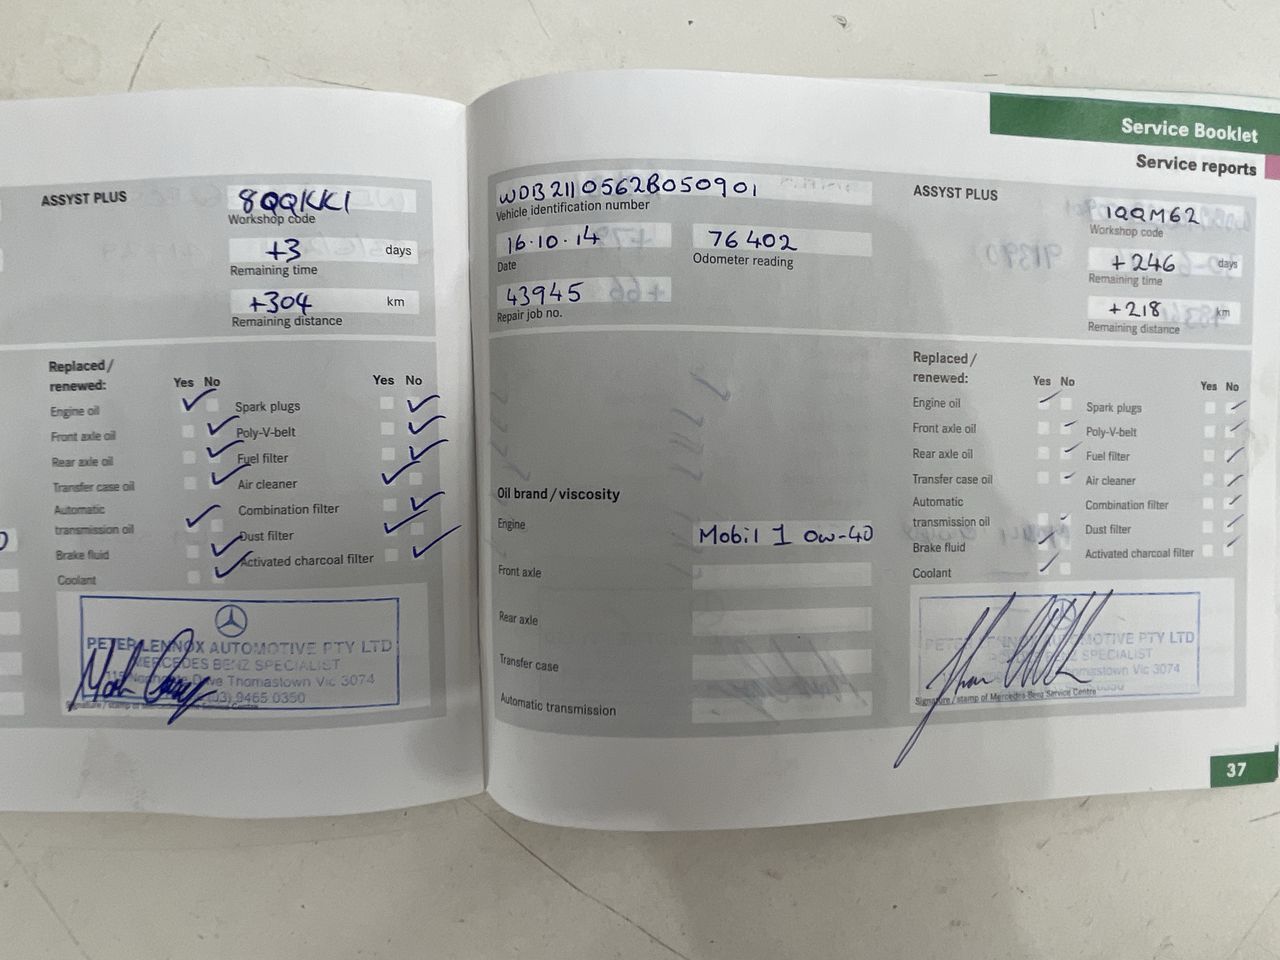 ASSYST PLUS
8QQKKK1
Workshop code
+3 days
Remaining time
+304 km
Remaining distance
Replaced/
renewed:
Yes No
Yes No
Engine oil
Spark plugs
Front axle oil
Poly-V-belt
Rear axle oil
Fuel filter
Transfer case oil
Air cleaner
Automatic
transmission oil
Combination filter
Dust filter
Brake fluid
Activated charcoal filter
Coolant
PETER LENNOX AUTOMOTIVE PTY LTD
MERCEDES BENZ SPECIALIST
Thomastown Vic 3074
(03) 9465 0350
Service Booklet
Service reports
WDB2110562B050901
Vehicle identification number
16.10.14
Date
76402
Odometer reading
43945
Repair job no.
ASSYST PLUS
1QQM62
Workshop code
+246 days
Remaining time
+218 km
Remaining distance
Replaced/
renewed:
Yes No
Yes No
Engine oil
Spark plugs
Front axle oil
Poly-V-belt
Rear axle oil
Fuel filter
Transfer case oil
Air cleaner
Automatic
transmission oil
Combination filter
Dust filter
Brake fluid
Activated charcoal filter
Coolant
Oil brand / viscosity
Engine
Mobil 1 0w-40
Front axle
Rear axle
Transfer case
Automatic transmission
AUTOMOTIVE PTY LTD
SPECIALIST
Thomastown Vic 3074
Signature / stamp of Mercedes-Benz Service Centre
37